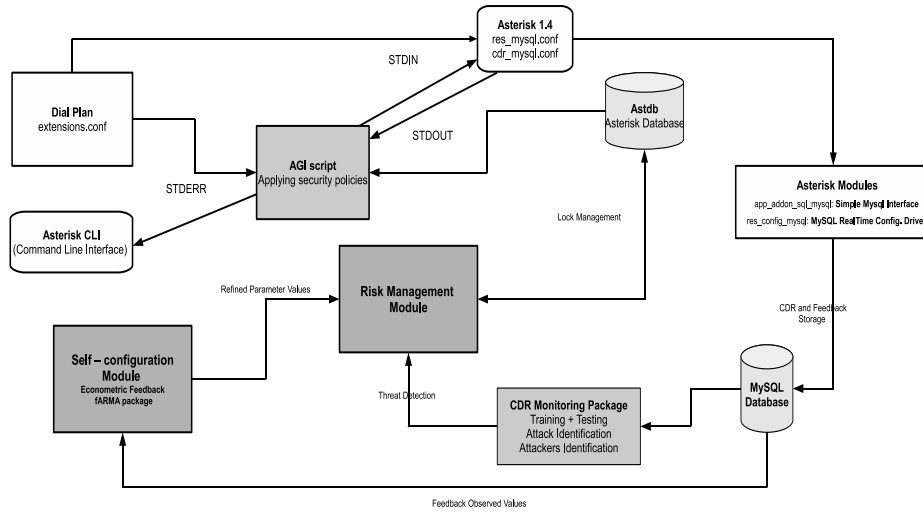 Asterisk 1.4
res_mysql.conf
cdr_mysql.conf
STDIN
Dial Plan
extensions.conf
Astdb
Asterisk Database
STDOUT
AGI script
Applying security policies
STDERR
Asterisk Modules
app_addon_sql_mysql: Simple Mysql Interface
res_config_mysql: MySQL RealTime Config. Drive
Lock Management
Asterisk CLI
(Command Line Interface)
Refined Parameter Values
Risk Management
Module
CDR and Feedback
Storage
Self – configuration
Module
Econometric Feedback
fARMA package
MySQL
Database
Threat Detection
CDR Monitoring Package
Training + Testing
Attack Identification
Attackers Identification
Feedback Observed Values